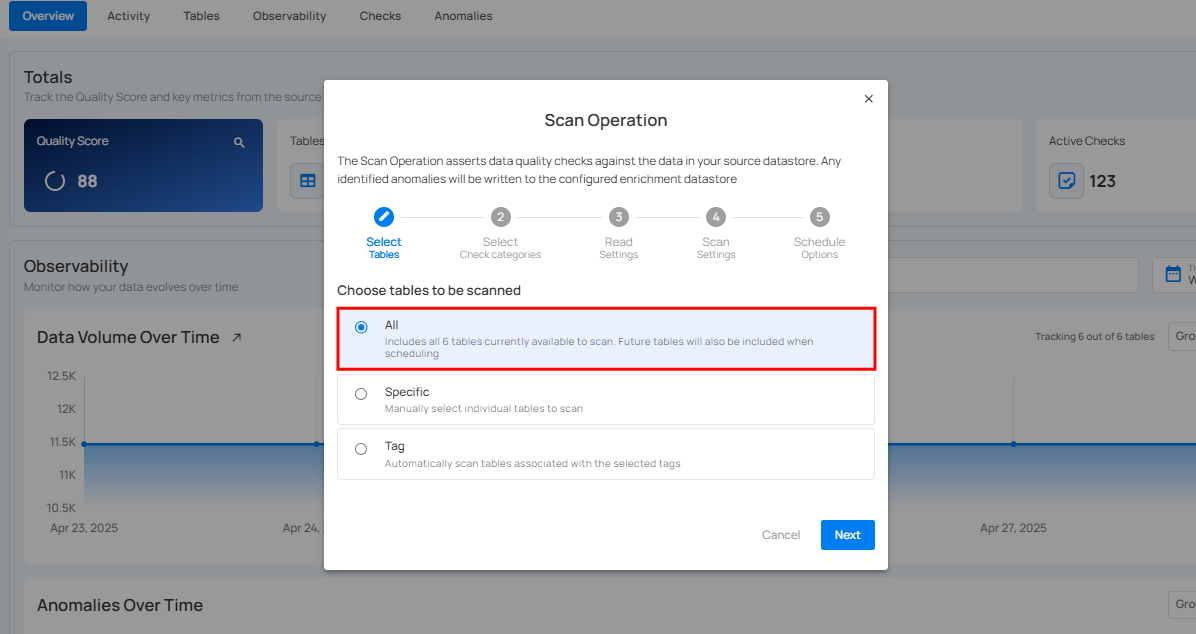 Overview Activity Tables Observability Checks Anomalies
Totals
Track the Quality Score and key metrics from the source
Quality Score
88
Tables
Active Checks
123
Scan Operation
The Scan Operation asserts data quality checks against the data in your source datastore. Any
identified anomalies will be written to the configured enrichment datastore
2 3 4 5
Select Select Read Scan Schedule
Tables Check categories Settings Settings Options
Choose tables to be scanned
All
Includes all 6 tables currently available to scan. Future tables will also be included when
scheduling
Specific
Manually select individual tables to scan
Tag
Automatically scan tables associated with the selected tags
Cancel Next
Observability
Monitor how your data evolves over time
Data Volume Over Time
Tracking 6 out of 6 tables
Gro
12.5K
12K
11.5K
11K
10.5K
Apr 23, 2025 Apr 24, Apr 27, 2025
Anomalies Over Time
Gro